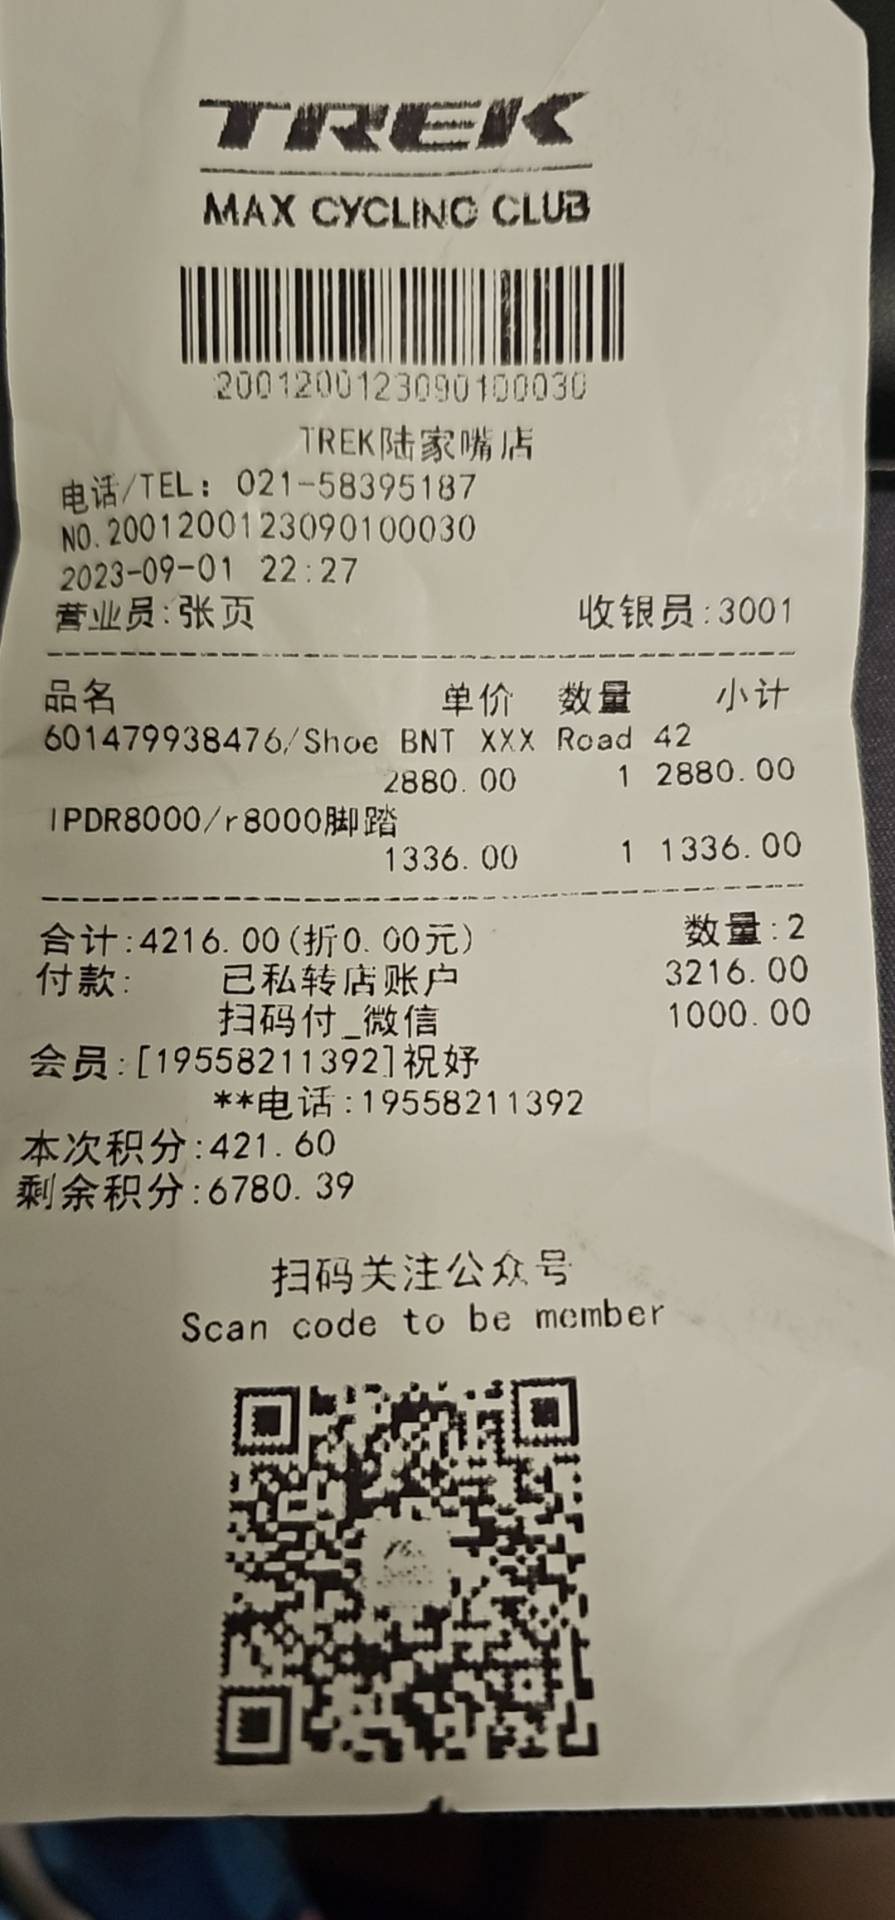 TREK
MAX CYCLING CLUB
2001200123090100030
TREK陆家嘴店
电话/TEL: 021-58395187
NO.2001200123090100030
2023-09-01 22:27
营业员:张页 收银员:3001
品名 单价 数量 小计
601479938476/Shoe BNT XXX Road 42
2880.00 1 2880.00
IPDR8000/r8000脚踏
1336.00 1 1336.00
合计:4216.00(折0.00元) 数量:2
付款: 已私转店账户 3216.00
扫码付_微信 1000.00
会员:[19558211392]祝妤
**电话:19558211392
本次积分:421.60
剩余积分:6780.39
扫码关注公众号
Scan code to be member